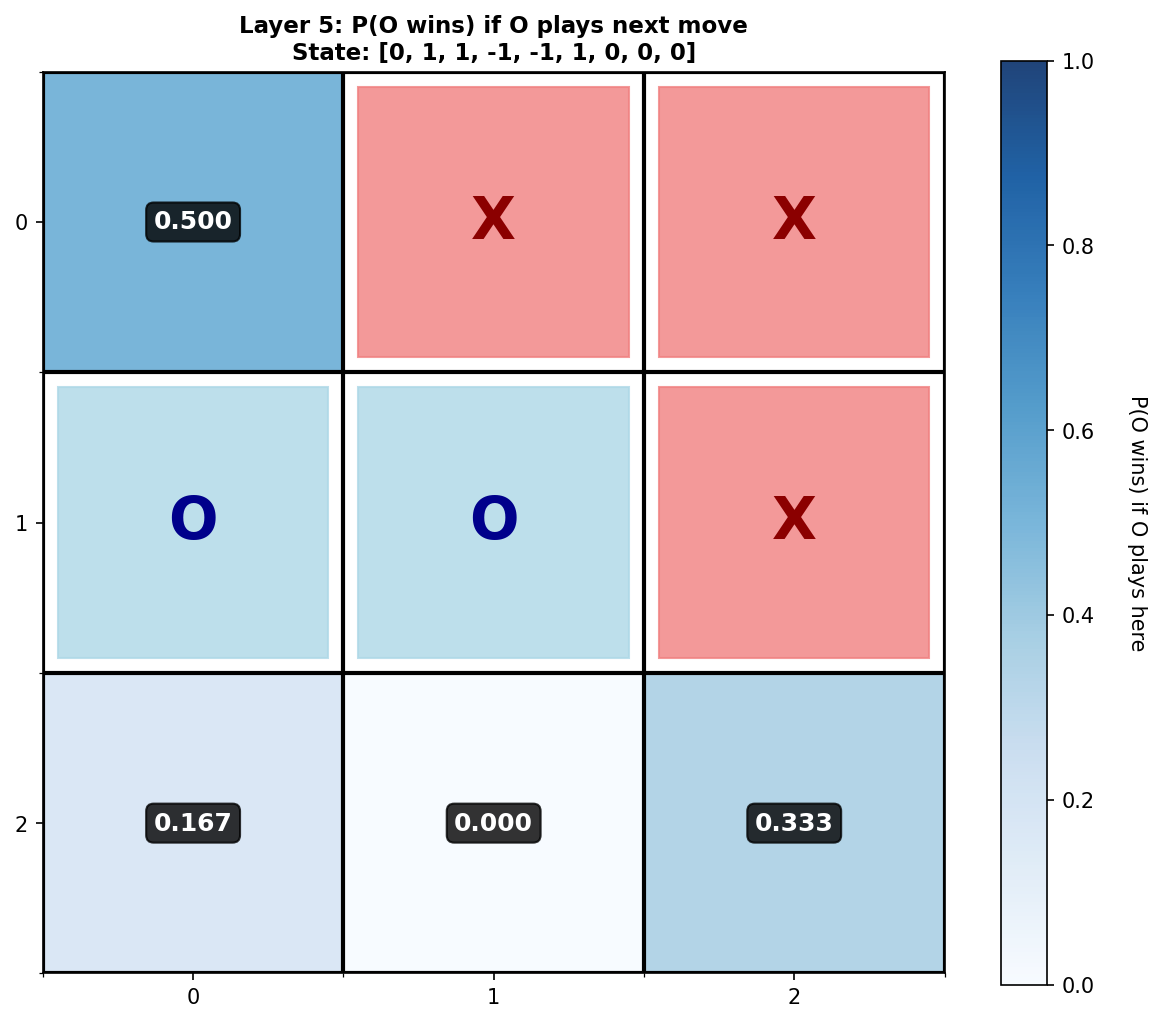 Layer 5: P(O wins) if O plays next move
State: [0, 1, 1, -1, -1, 1, 0, 0, 0]
0
0.500
X
X
1
O
O
X
2
0.167
0.000
0.333
0
1
2
1.0
0.8
0.6
0.4
0.2
0.0
P(O wins) if O plays here